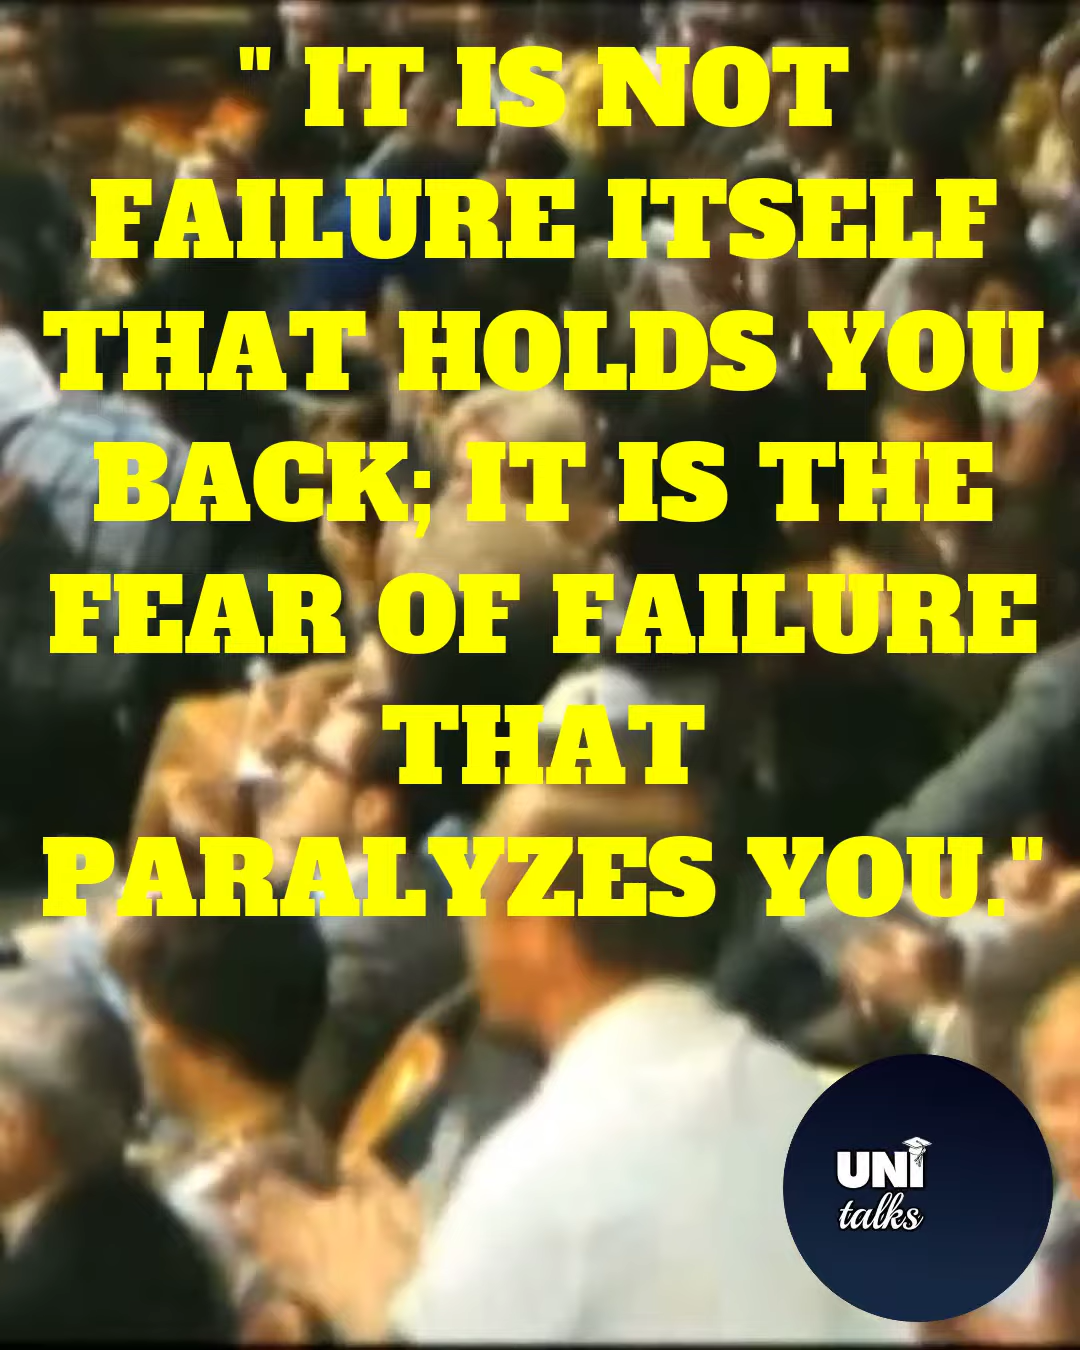 " IT IS NOT
FAILURE ITSELF
THAT HOLDS YOU
BACK; IT IS THE
FEAR OF FAILURE
THAT
PARALYZES YOU."
UNi
talks